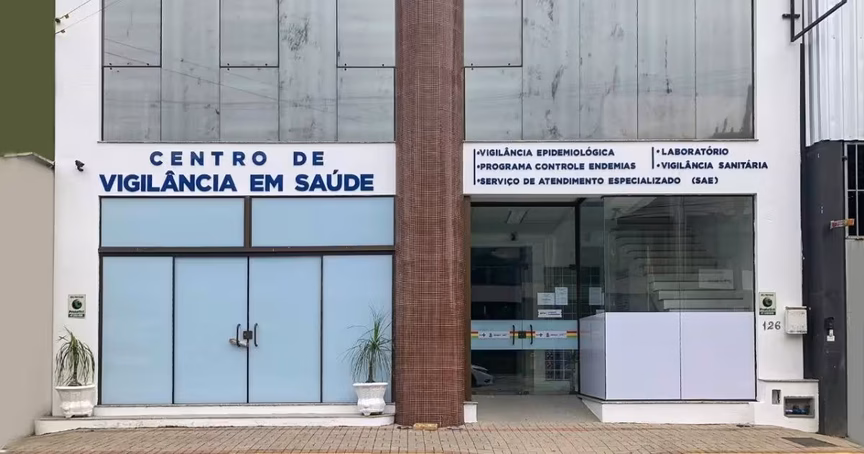 CENTRO DE
VIGILÂNCIA EM SAÚDE
•VIGILÂNCIA EPIDEMIOLÓGICA
•PROGRAMA CONTROLE ENDEMIAS
•SERVIÇO DE ATENDIMENTO ESPECIALIZADO (SAE)
•LABORATÓRIO
•VIGILÂNCIA SANITÁRIA
126